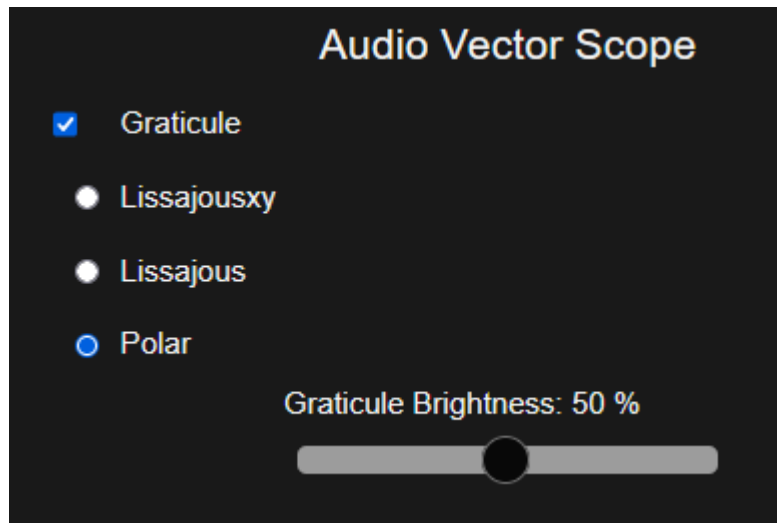 Audio Vector Scope
Graticule
Lissajousxy
Lissajous
Polar
Graticule Brightness: 50 %